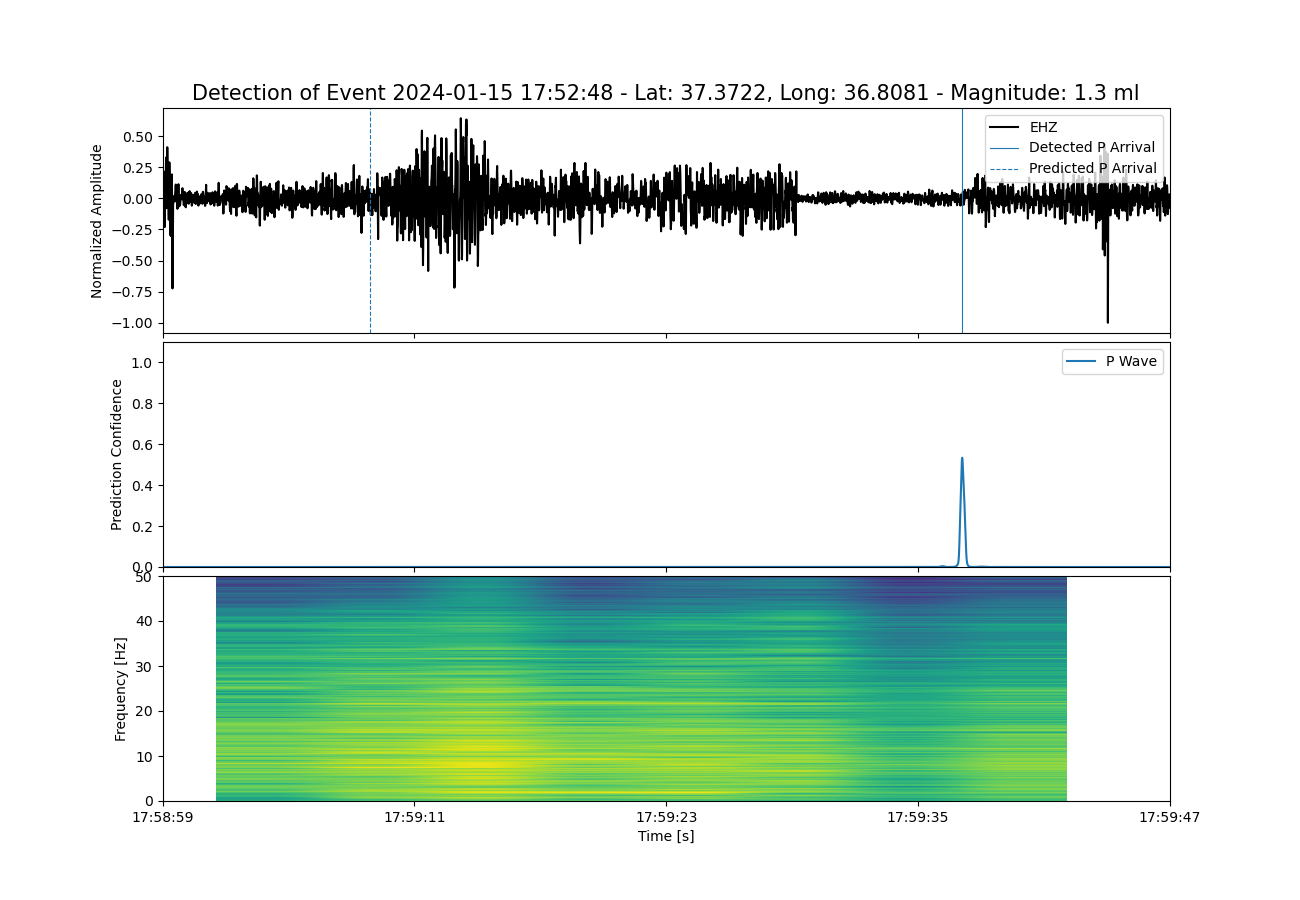 Detection of Event 2024-01-15 17:52:48 - Lat: 37.3722, Long: 36.8081 - Magnitude: 1.3 ml
Normalized Amplitude
0.50
0.25
0.00
−0.25
−0.50
−0.75
−1.00
EHZ
Detected P Arrival
Predicted P Arrival
Prediction Confidence
1.0
0.8
0.6
0.4
0.2
0.0
P Wave
Frequency [Hz]
50
40
30
20
10
0
17:58:59 17:59:11 17:59:23 17:59:35 17:59:47
Time [s]